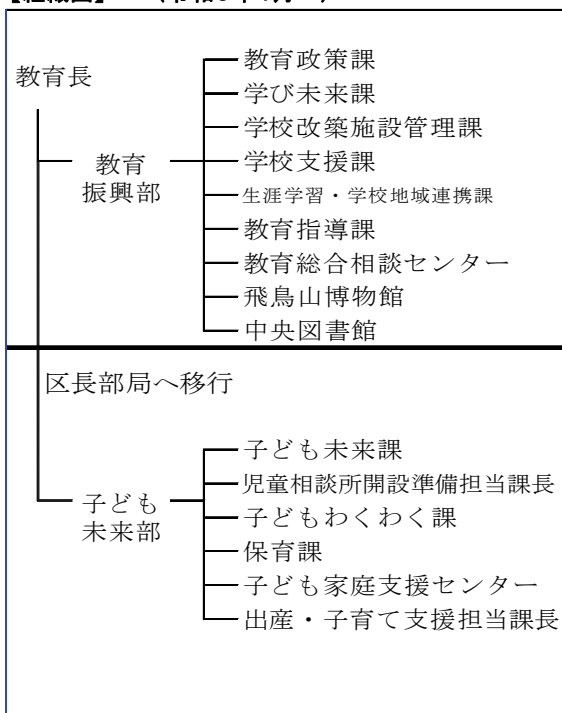 教育長
教育
振興部
教育政策課
学び未来課
学校改築施設管理課
学校支援課
生涯学習・学校地域連携課
教育指導課
教育総合相談センター
飛鳥山博物館
中央図書館
区長部局へ移行
子ども
未来部
子ども未来課
児童相談所開設準備担当課長
子どもわくわく課
保育課
子ども家庭支援センター
出産・子育て支援担当課長